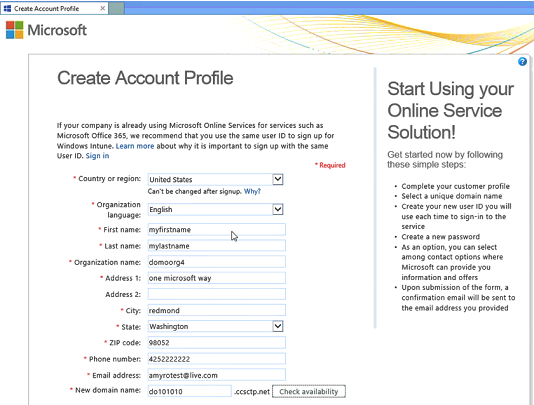 Create Account Profile
Microsoft
Create Account Profile
If your company is already using Microsoft Online Services for services such as
Microsoft Office 365, we recommend that you use the same user ID to sign up for
Windows Intune. Learn more about why it is important to sign up with the same
User ID. Sign in
* Required
* Country or region: United States
Can't be changed after signup. Why?
* Organization
language: English
* First name: myfirstname
* Last name: mylastname
* Organization name: domoorg4
* Address 1: one microsoft way
Address 2:
* City: redmond
* State: Washington
* ZIP code: 98052
* Phone number: 4252222222
* Email address: amyrotest@live.com
* New domain name: do101010 .ccsctp.net Check availability
?
Start Using your
Online Service
Solution!
Get started now by following
these simple steps:
• Complete your customer profile
• Select a unique domain name
• Create your new user ID you will
use each time to sign-in to the
service
• Create a new password
• As an option, you can select
among contact options where
Microsoft can provide you
information and offers
• Upon submission of the form, a
confirmation email will be sent to
the email address you provided